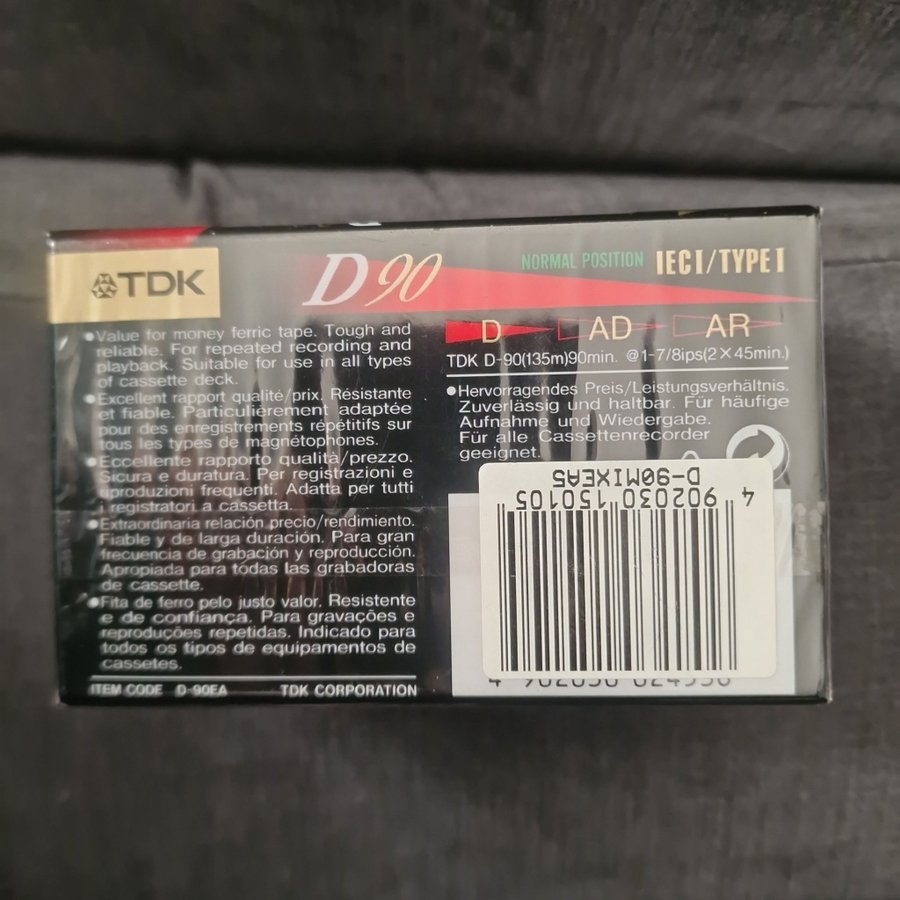 TDK
D90
NORMAL POSITION IECI/TYPE I
•Value for money ferric tape. Tough and
reliable. For repeated recording and
playback. Suitable for use in all types
of cassette deck.
•Excellent rapport qualité/prix. Résistante
et fiable. Particulièrement adaptée
pour des enregistrements répétitifs sur
tous les types de magnétophones.
•Eccellente rapporto qualità/prezzo.
Sicura e duratura. Per registrazioni e
riproduzioni frequenti. Adatta per tutti
i registratori a cassetta.
•Extraordinaria relación precio/rendimiento.
Fiable y de larga duración. Para gran
frecuencia de grabación y reproducción.
Apropiada para todas las grabadoras
de cassette.
•Fita de ferro pelo justo valor. Resistente
e de confiança. Para gravações e
reproduções repetidas. Indicado para
todos os tipos de equipamentos de
cassetes.
ITEM CODE D-90EA TDK CORPORATION
D AD AR
TDK D-90(135m)90min. @1-7/8ips(2×45min.)
•Hervorragendes Preis/Leistungsverhältnis.
Zuverlässig und haltbar. Für häufige
Aufnahme und Wiedergabe.
Für alle Cassettenrecorder
geeignet.
D-90MIXEA5
4 902030 150105